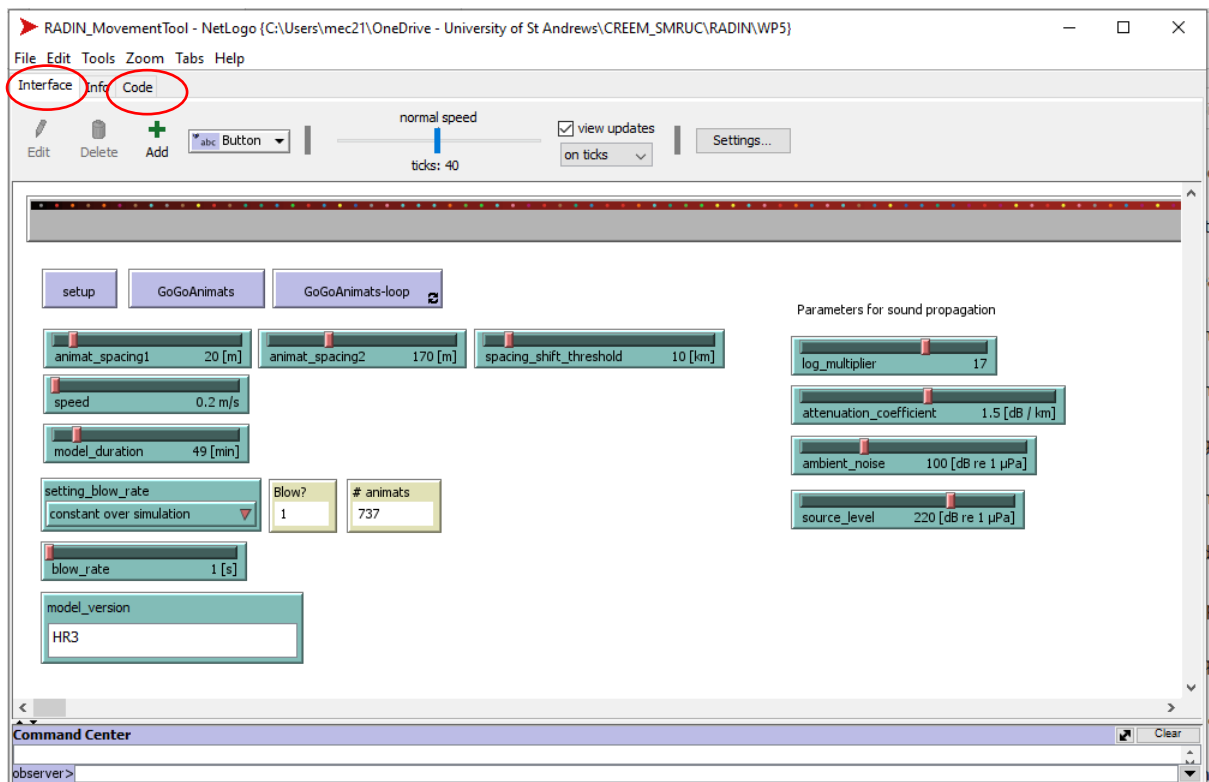 RADIN_MovementTool - NetLogo {C:\Users\mec21\OneDrive - University of St Andrews\CREEM_SMRUC\RADIN\WP5}
File Edit Tools Zoom Tabs Help
Interface Info Code
normal speed
view updates
Edit Delete Add abc Button on ticks Settings...
ticks: 40
setup GoGoAnimats GoGoAnimats-loop
Parameters for sound propagation
animat_spacing1 20 [m] animat_spacing2 170 [m] spacing_shift_threshold 10 [km]
log_multiplier 17
speed 0.2 m/s
attenuation_coefficient 1.5 [dB / km]
model_duration 49 [min]
ambient_noise 100 [dB re 1 µPa]
setting_blow_rate Blow? # animats
constant over simulation 1 737
source_level 220 [dB re 1 µPa]
blow_rate 1 [s]
model_version
HR3
Command Center Clear
observer>